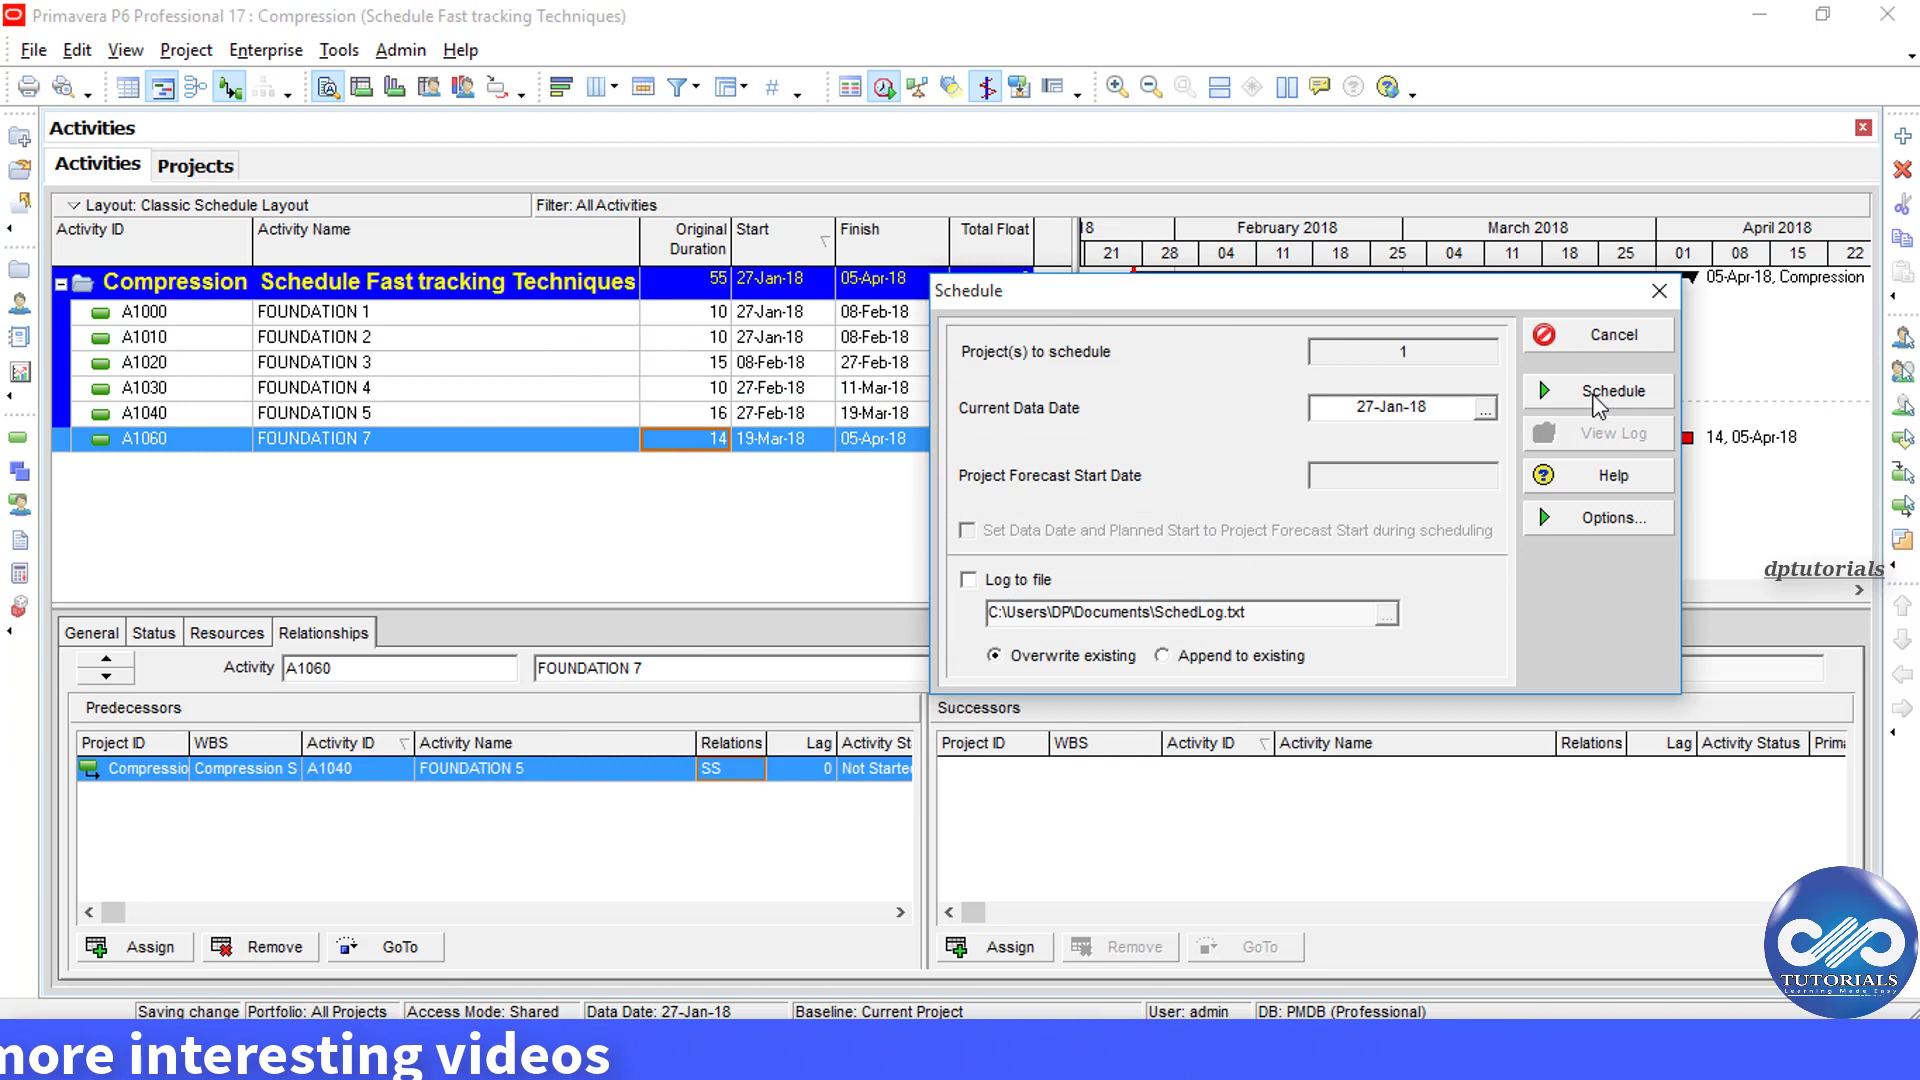 Primavera P6 Professional 17 : Compression (Schedule Fast tracking Techniques)
File Edit View Project Enterprise Tools Admin Help
Activities
Activities Projects
Layout: Classic Schedule Layout Filter: All Activities
Activity ID Activity Name Original Duration Start Finish Total Float
18 February 2018 March 2018 April 2018
21 28 04 11 18 25 04 11 18 25 01 08 15 22
Compression Schedule Fast tracking Techniques 55 27-Jan-18 05-Apr-18
05-Apr-18, Compression
A1000 FOUNDATION 1 10 27-Jan-18 08-Feb-18
A1010 FOUNDATION 2 10 27-Jan-18 08-Feb-18
A1020 FOUNDATION 3 15 08-Feb-18 27-Feb-18
A1030 FOUNDATION 4 10 27-Feb-18 11-Mar-18
A1040 FOUNDATION 5 16 27-Feb-18 19-Mar-18
A1060 FOUNDATION 7 14 19-Mar-18 05-Apr-18
14, 05-Apr-18
Schedule
Project(s) to schedule 1
Current Data Date 27-Jan-18 ...
Project Forecast Start Date
Set Data Date and Planned Start to Project Forecast Start during scheduling
Log to file
C:\Users\DP\Documents\SchedLog.txt ...
Overwrite existing Append to existing
Cancel
Schedule
View Log
Help
Options...
dptutorials
General Status Resources Relationships
Activity A1060 FOUNDATION 7
Predecessors
Project ID WBS Activity ID Activity Name Relations Lag Activity St
Compressio Compression S A1040 FOUNDATION 5 SS 0 Not Starte
Assign Remove GoTo
Successors
Project ID WBS Activity ID Activity Name Relations Lag Activity Status Prima
Assign Remove GoTo
TUTORIALS
Learning Made Easy
Saving change Portfolio: All Projects Access Mode: Shared Data Date: 27-Jan-18 Baseline: Current Project User: admin DB: PMDB (Professional)
more interesting videos